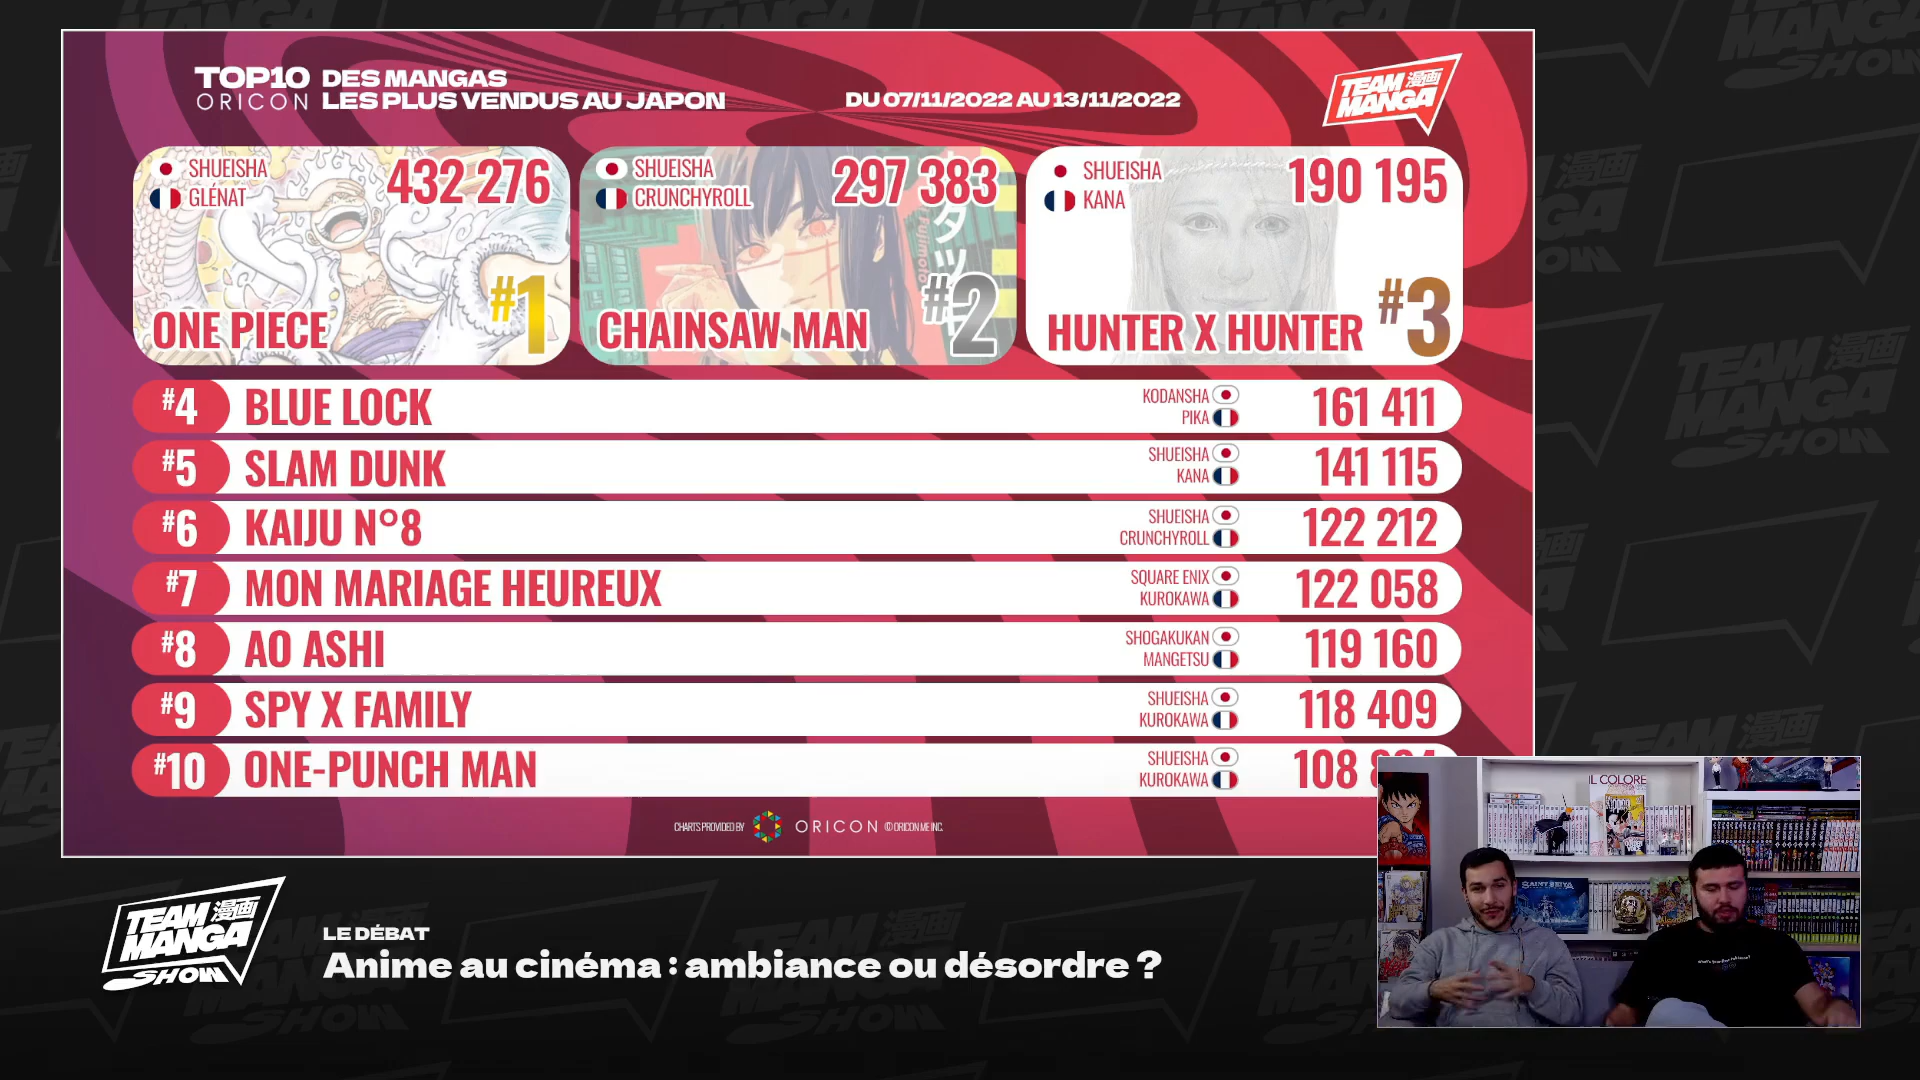 TOP10 DES MANGAS
ORICON LES PLUS VENDUS AU JAPON
DU 07/11/2022 AU 13/11/2022
TEAM 漫画
MANGA
SHUEISHA
GLÉNAT
432 276
#1
ONE PIECE
SHUEISHA
CRUNCHYROLL
297 383
#2
CHAINSAW MAN
SHUEISHA
KANA
190 195
#3
HUNTER X HUNTER
#4 BLUE LOCK KODANSHA PIKA 161 411
#5 SLAM DUNK SHUEISHA KANA 141 115
#6 KAIJU N°8 SHUEISHA CRUNCHYROLL 122 212
#7 MON MARIAGE HEUREUX SQUARE ENIX KUROKAWA 122 058
#8 AO ASHI SHOGAKUKAN MANGETSU 119 160
#9 SPY X FAMILY SHUEISHA KUROKAWA 118 409
#10 ONE-PUNCH MAN SHUEISHA KUROKAWA 108
CHARTS PROVIDED BY ORICON © ORICON ME INC.
IL COLORE
SAINT SEIYA
TEAM 漫画
MANGA
SHOW
LE DÉBAT
Anime au cinéma : ambiance ou désordre ?